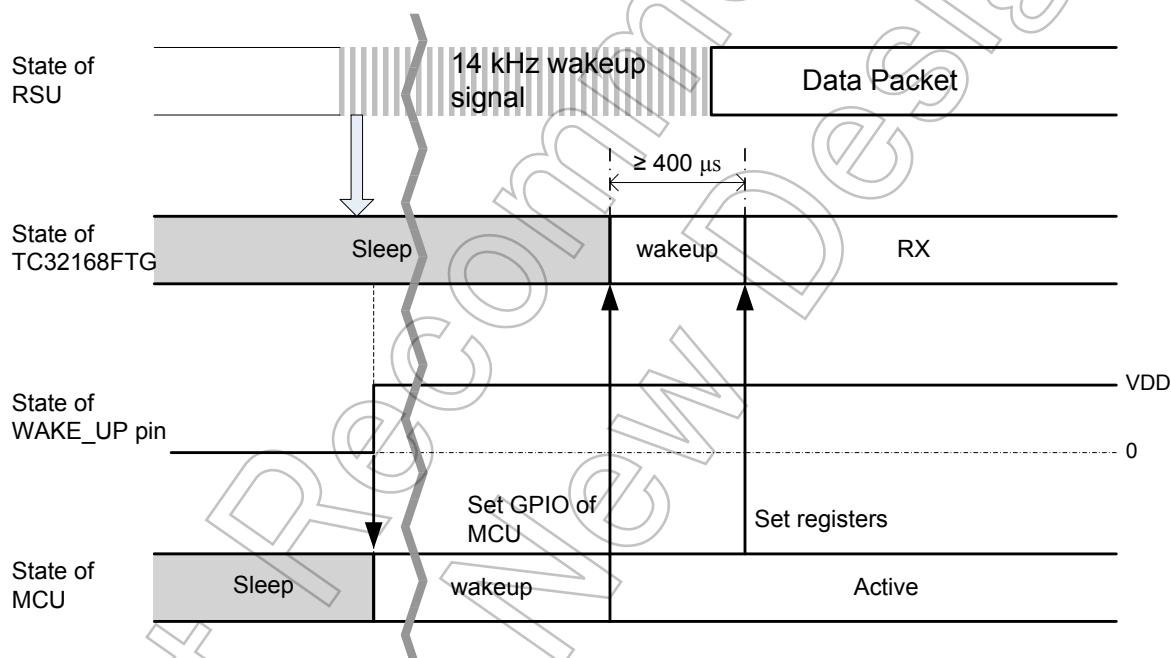 State of
RSU
14 kHz wakeup
signal
Data Packet
≥ 400 μs
State of
TC32168FTG
Sleep
wakeup
RX
State of
WAKE_UP pin
VDD
0
Set GPIO of
MCU
Set registers
State of
MCU
Sleep
wakeup
Active